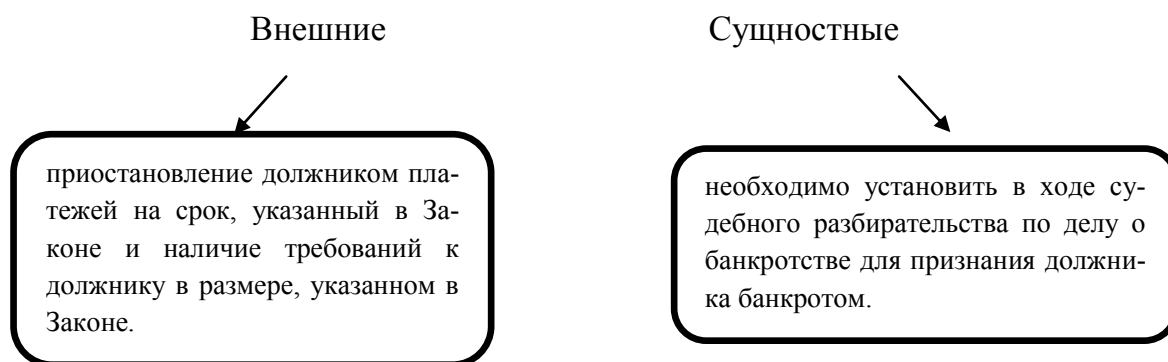 Внешние
Сущностные
приостановление должником пла-
тежей на срок, указанный в За-
коне и наличие требований к
должнику в размере, указанном в
Законе.
необходимо установить в ходе су-
дебного разбирательства по делу о
банкротстве для признания должни-
ка банкротом.